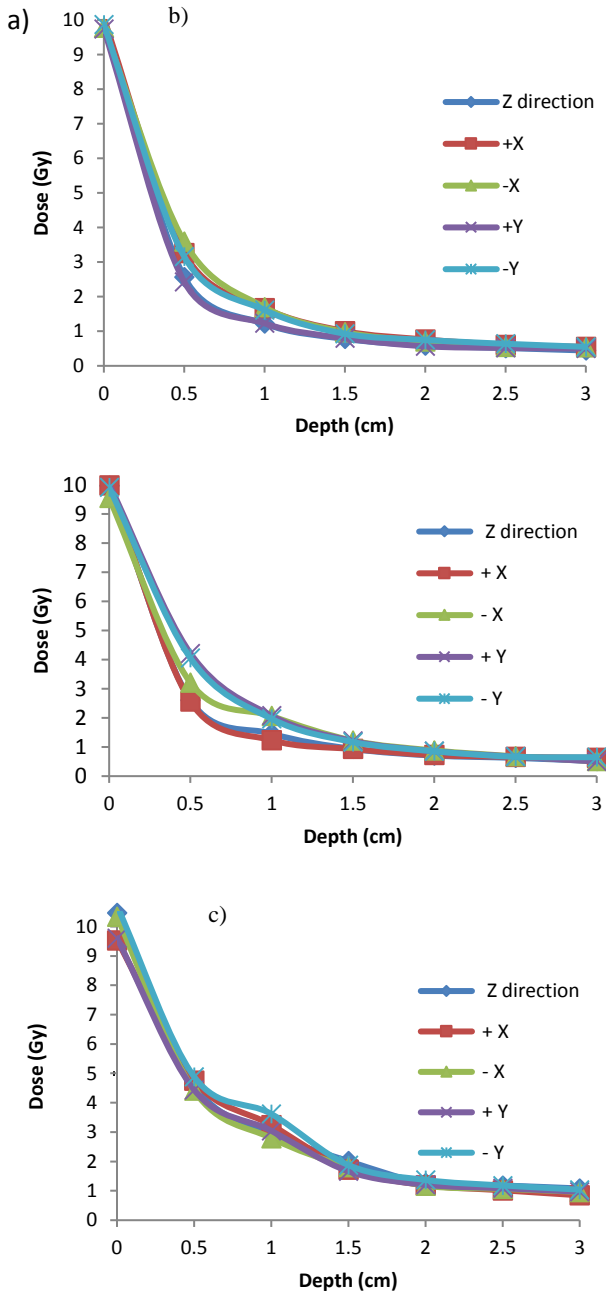 a)
b)
10
9
8
7
6
5
4
3
2
1
0
Dose (Gy)
Z direction
+X
-X
+Y
-Y
0 0.5 1 1.5 2 2.5 3
Depth (cm)
10
9
8
7
6
5
4
3
2
1
0
Dose (Gy)
Z direction
+ X
- X
+ Y
- Y
0 0.5 1 1.5 2 2.5 3
Depth (cm)
c)
10
9
8
7
6
5
4
3
2
1
0
Dose (Gy)
Z direction
+ X
- X
+ Y
- Y
0 0.5 1 1.5 2 2.5 3
Depth (cm)